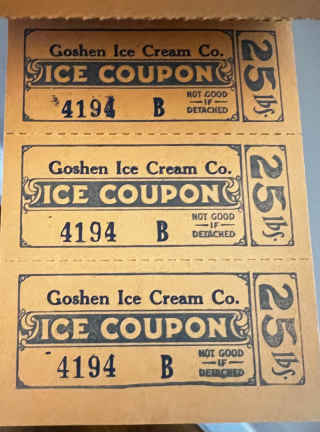 Goshen Ice Cream Co.
ICE COUPON
4194 B
NOT GOOD
IF
DETACHED
25 lbs.
Goshen Ice Cream Co.
ICE COUPON
4194 B
NOT GOOD
IF
DETACHED
25 lbs.
Goshen Ice Cream Co.
ICE COUPON
4194 B
NOT GOOD
IF
DETACHED
25 lbs.